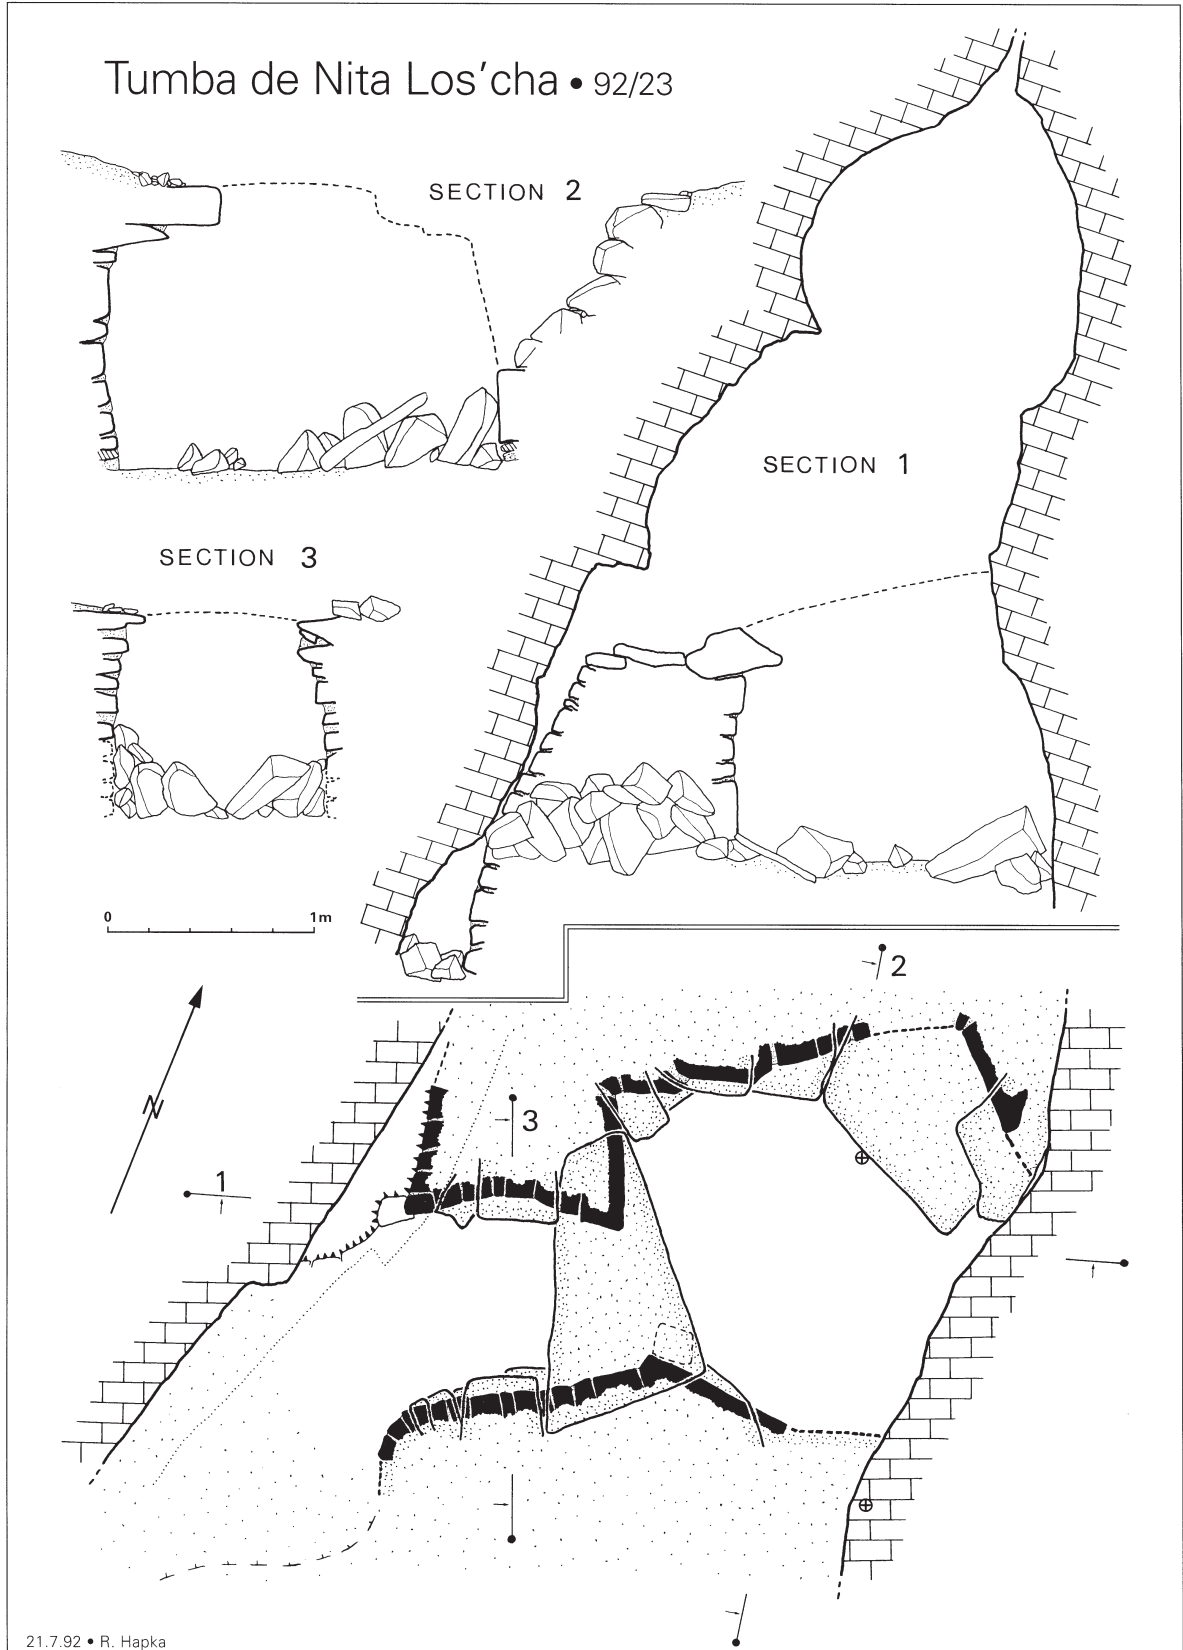 Tumba de Nita Los'cha • 92/23
SECTION 2
SECTION 1
SECTION 3
0 1m
2
N
3
1
21.7.92 • R. Hapka